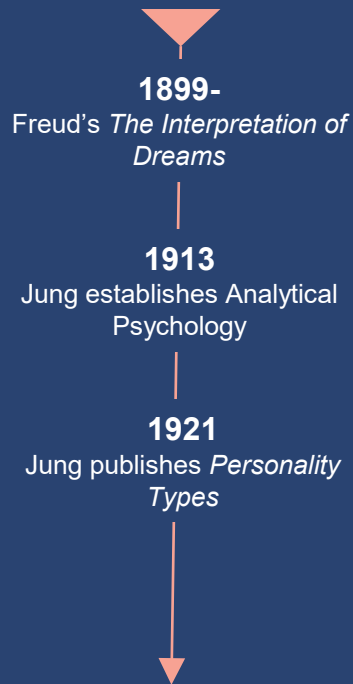 1899-
Freud’s The Interpretation of
Dreams
1913
Jung establishes Analytical
Psychology
1921
Jung publishes Personality
Types